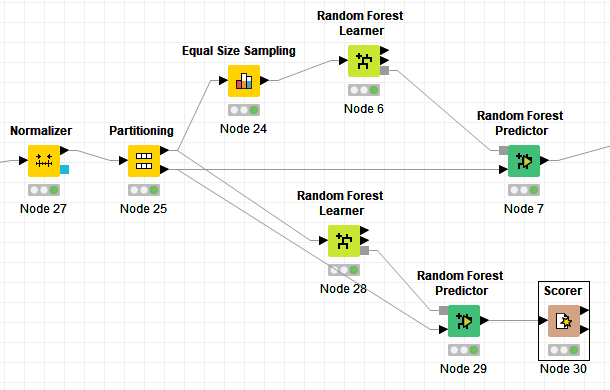 Random Forest
Learner
Equal Size Sampling
Node 6
Normalizer
Partitioning
Node 24
Random Forest
Predictor
Node 27
Node 25
Node 7
Random Forest
Learner
Node 28
Random Forest
Predictor
Scorer
Node 29
Node 30